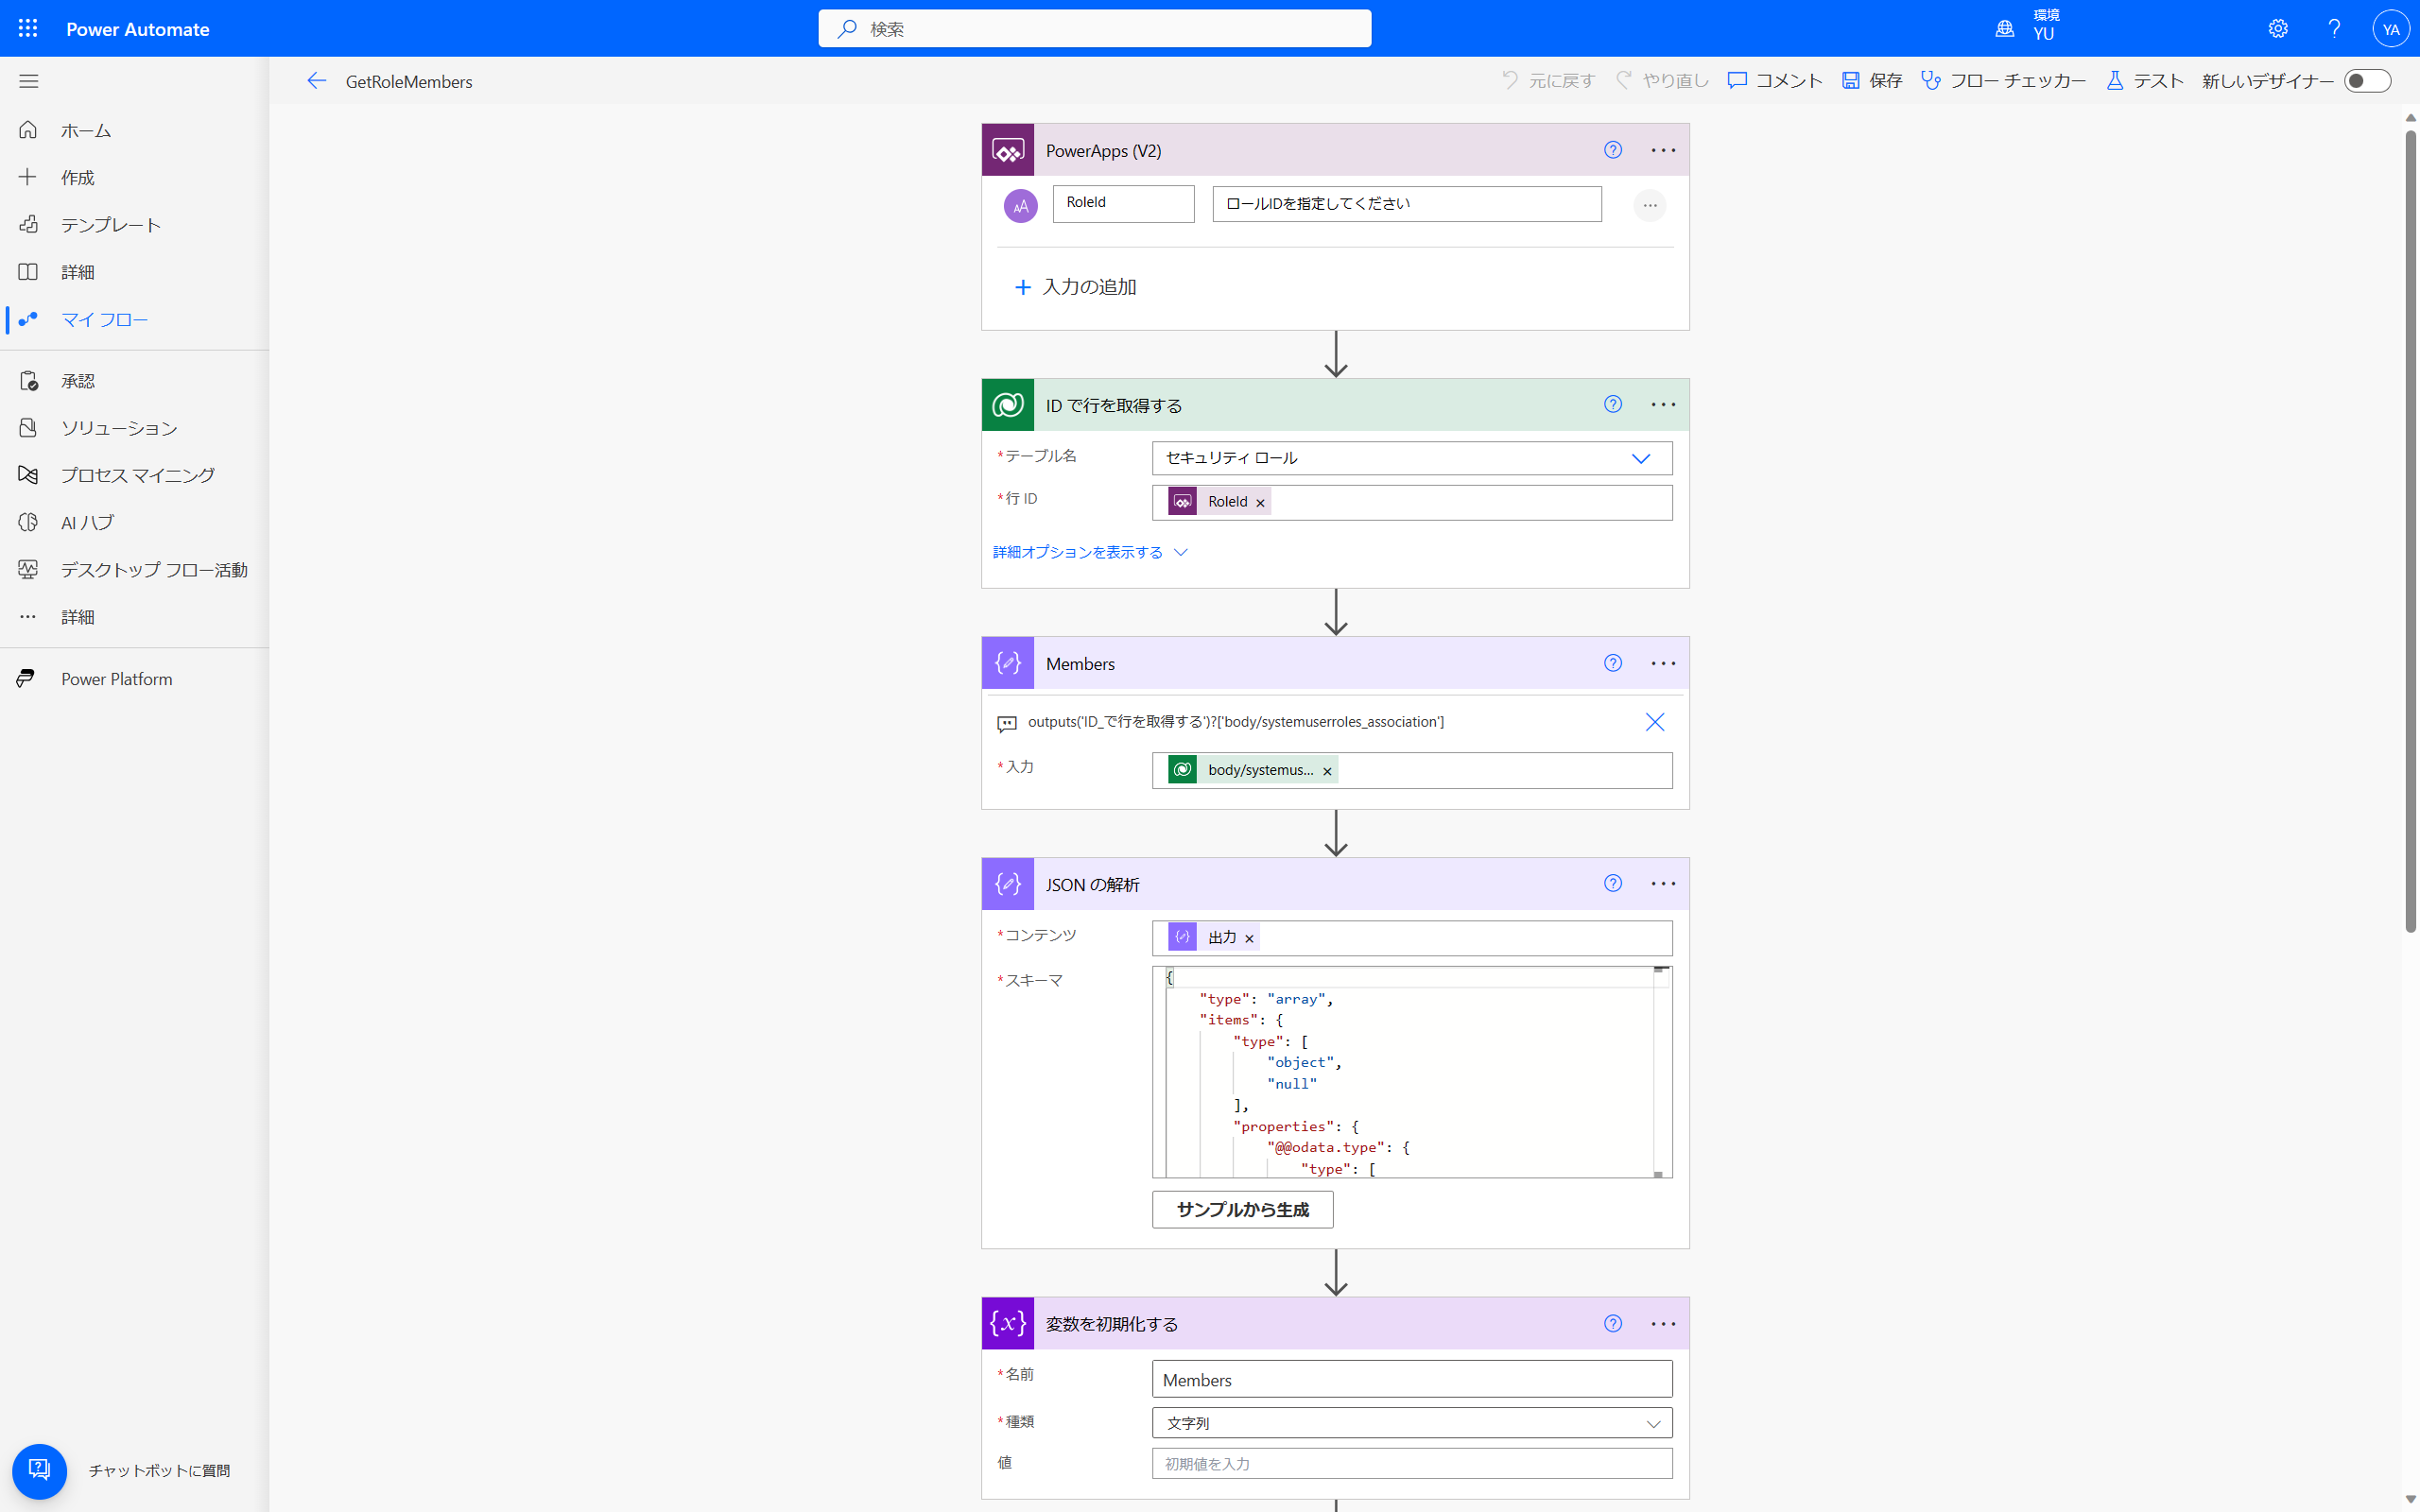 Power Automate
検索
環境
YU
YA
GetRoleMembers
元に戻す
やり直し
コメント
保存
フロー チェッカー
テスト
新しいデザイナー
ホーム
作成
テンプレート
詳細
マイ フロー
承認
ソリューション
プロセス マイニング
AI ハブ
デスクトップ フロー活動
詳細
Power Platform
チャットボットに質問
PowerApps (V2)
RoleId
ロールIDを指定してください
入力の追加
ID で行を取得する
*テーブル名
セキュリティ ロール
*行 ID
RoleId ×
詳細オプションを表示する
Members
outputs('ID_で行を取得する')?['body/systemuserroles_association']
*入力
body/systemus... ×
JSON の解析
*コンテンツ
出力 ×
*スキーマ
{
"type": "array",
"items": {
"type": [
"object",
"null"
],
"properties": {
"@@odata.type": {
"type": [
サンプルから生成
変数を初期化する
*名前
Members
*種類
文字列
値
初期値を入力